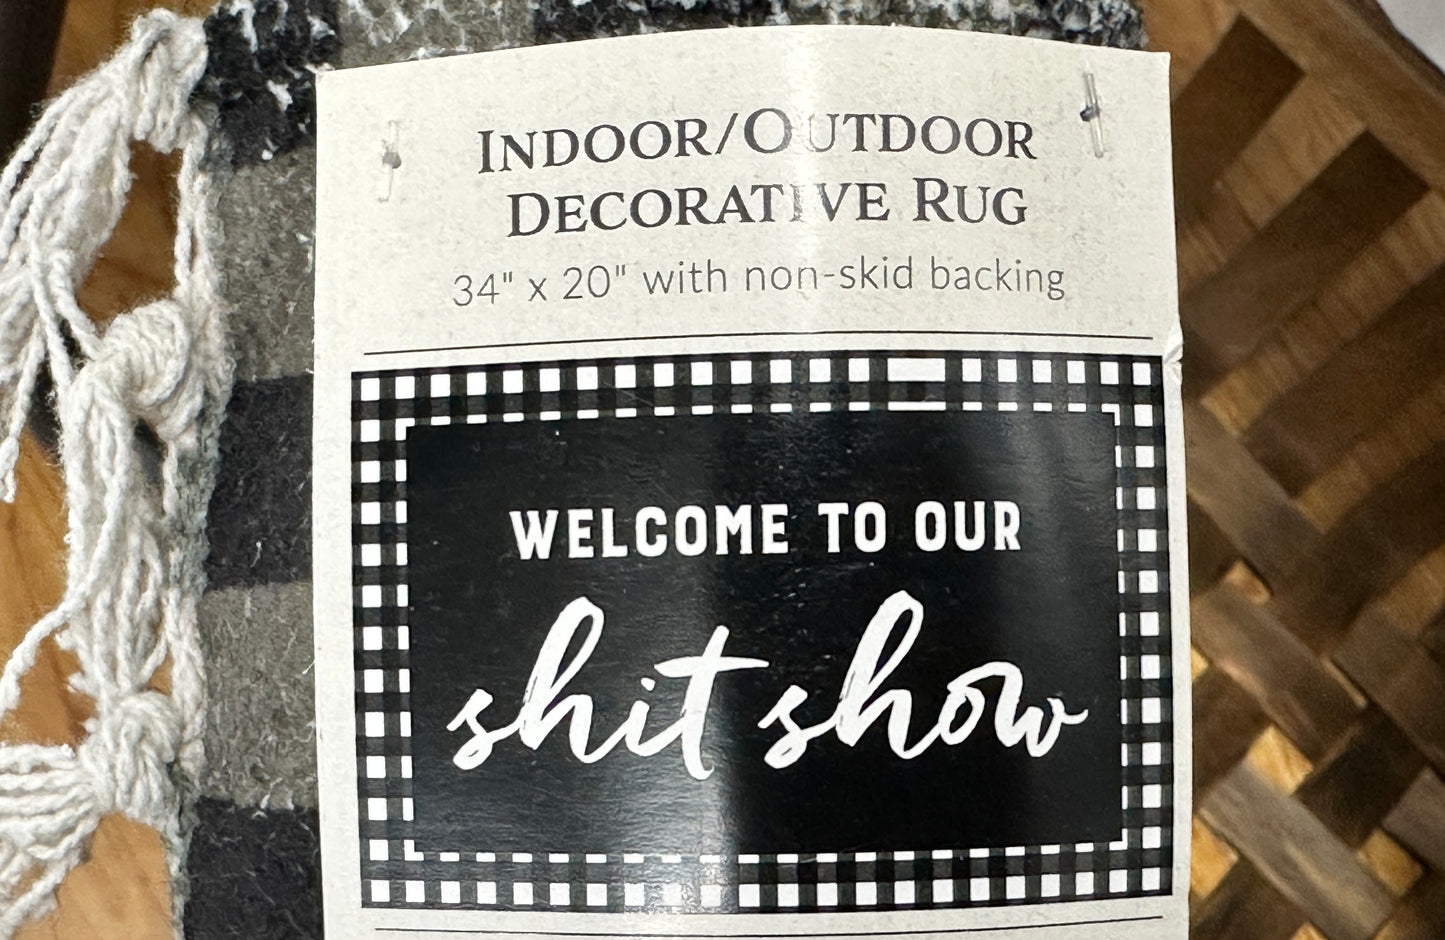 INDOOR/OUTDOOR
DECORATIVE RUG
34" x 20" with non-skid backing
WELCOME TO OUR
shit show